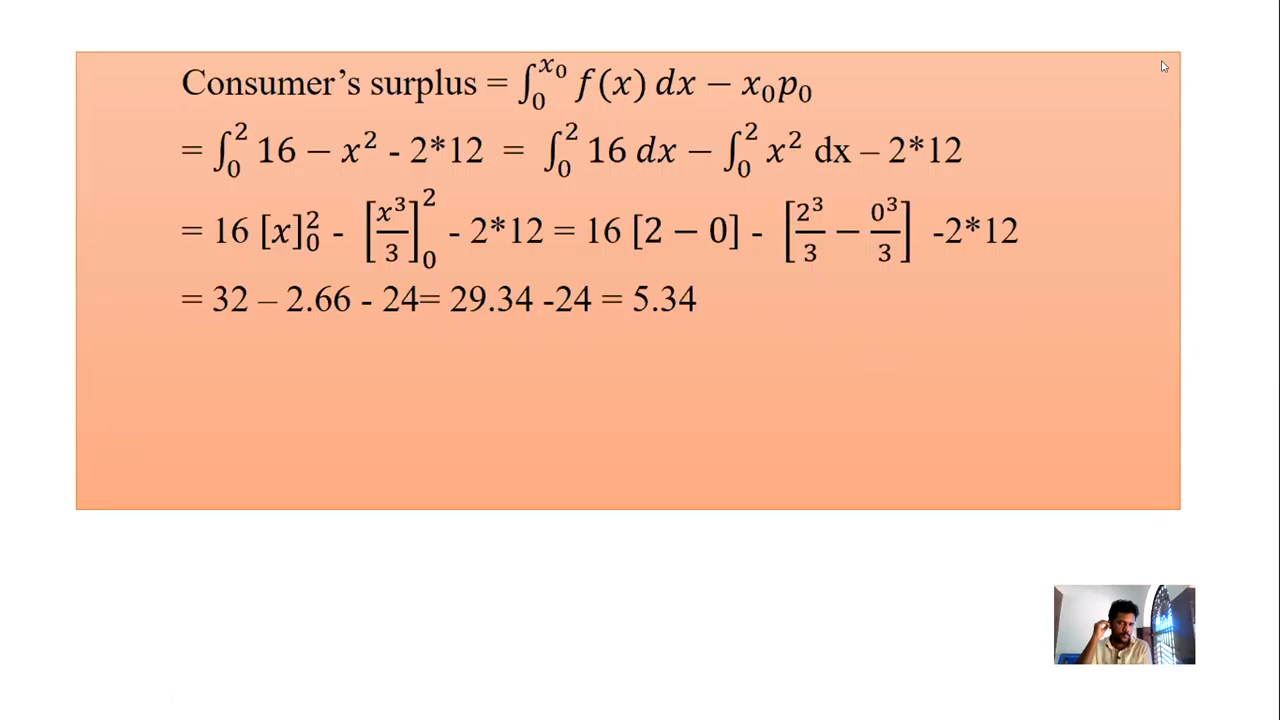 Consumer's surplus = ∫₀^{x₀} f(x) dx − x₀p₀
= ∫₀² 16 − x² - 2*12 = ∫₀² 16 dx − ∫₀² x² dx – 2*12
= 16 [x]₀² - [x³/3]₀² - 2*12 = 16 [2 − 0] - [2³/3 − 0³/3] -2*12
= 32 – 2.66 - 24= 29.34 -24 = 5.34